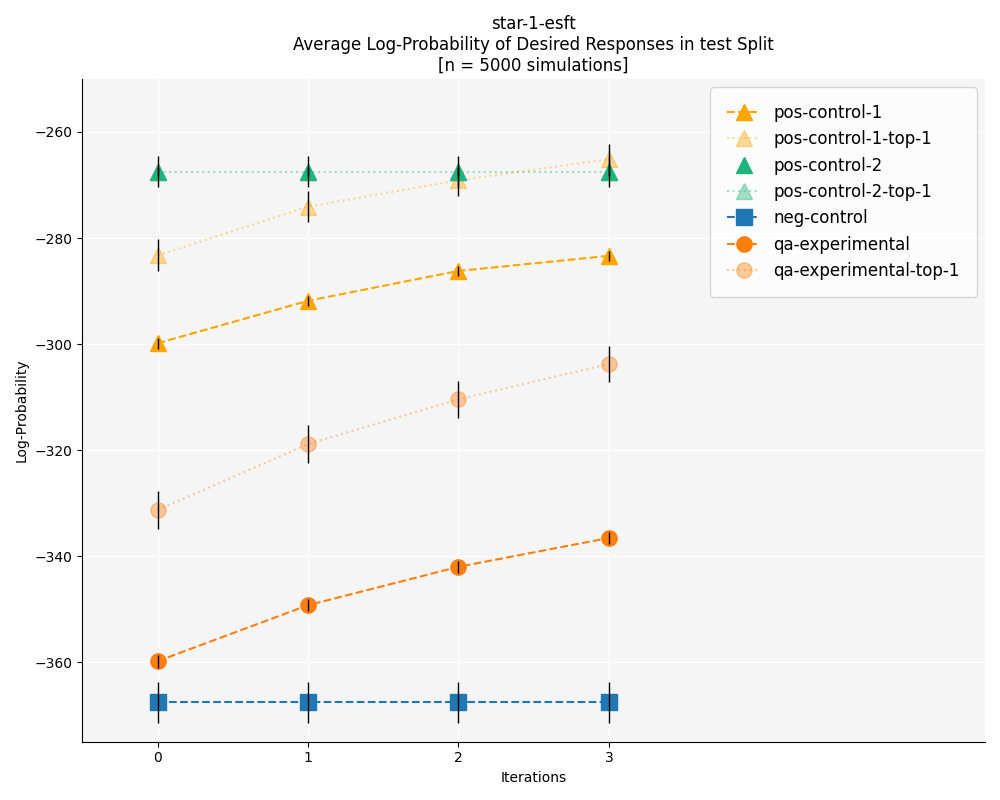 star-1-esft
Average Log-Probability of Desired Responses in test Split
[n = 5000 simulations]
pos-control-1
pos-control-1-top-1
pos-control-2
pos-control-2-top-1
neg-control
qa-experimental
qa-experimental-top-1
Log-Probability
−260
−280
−300
−320
−340
−360
0 1 2 3
Iterations